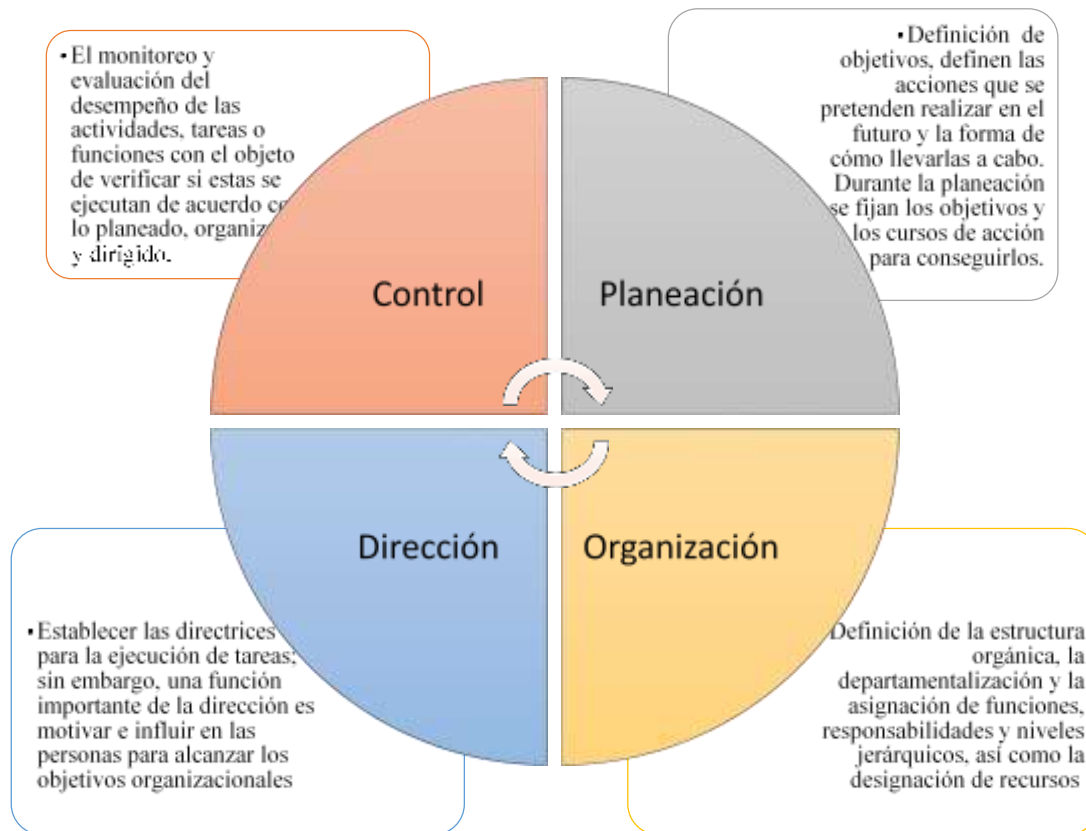 ▪El monitoreo y
evaluación del
desempeño de las
actividades, tareas o
funciones con el objeto
de verificar si estas se
ejecutan de acuerdo
lo planeado,
y dirigido.
▪Definición de
objetivos, definen las
acciones que se
pretenden realizar en el
futuro y la forma de
cómo llevarlas a cabo.
Durante la planeación
se fijan los objetivos y
los cursos de acción
para conseguirlos.
Control
Planeación
Dirección
Organización
▪Establecer las directrices
para la ejecución de tareas;
sin embargo, una función
importante de la dirección es
motivar e influir en las
personas para alcanzar los
objetivos organizacionales
Definición de la estructura
orgánica, la
departamentalización y la
asignación de funciones,
responsabilidades y niveles
jerárquicos, así como la
designación de recursos